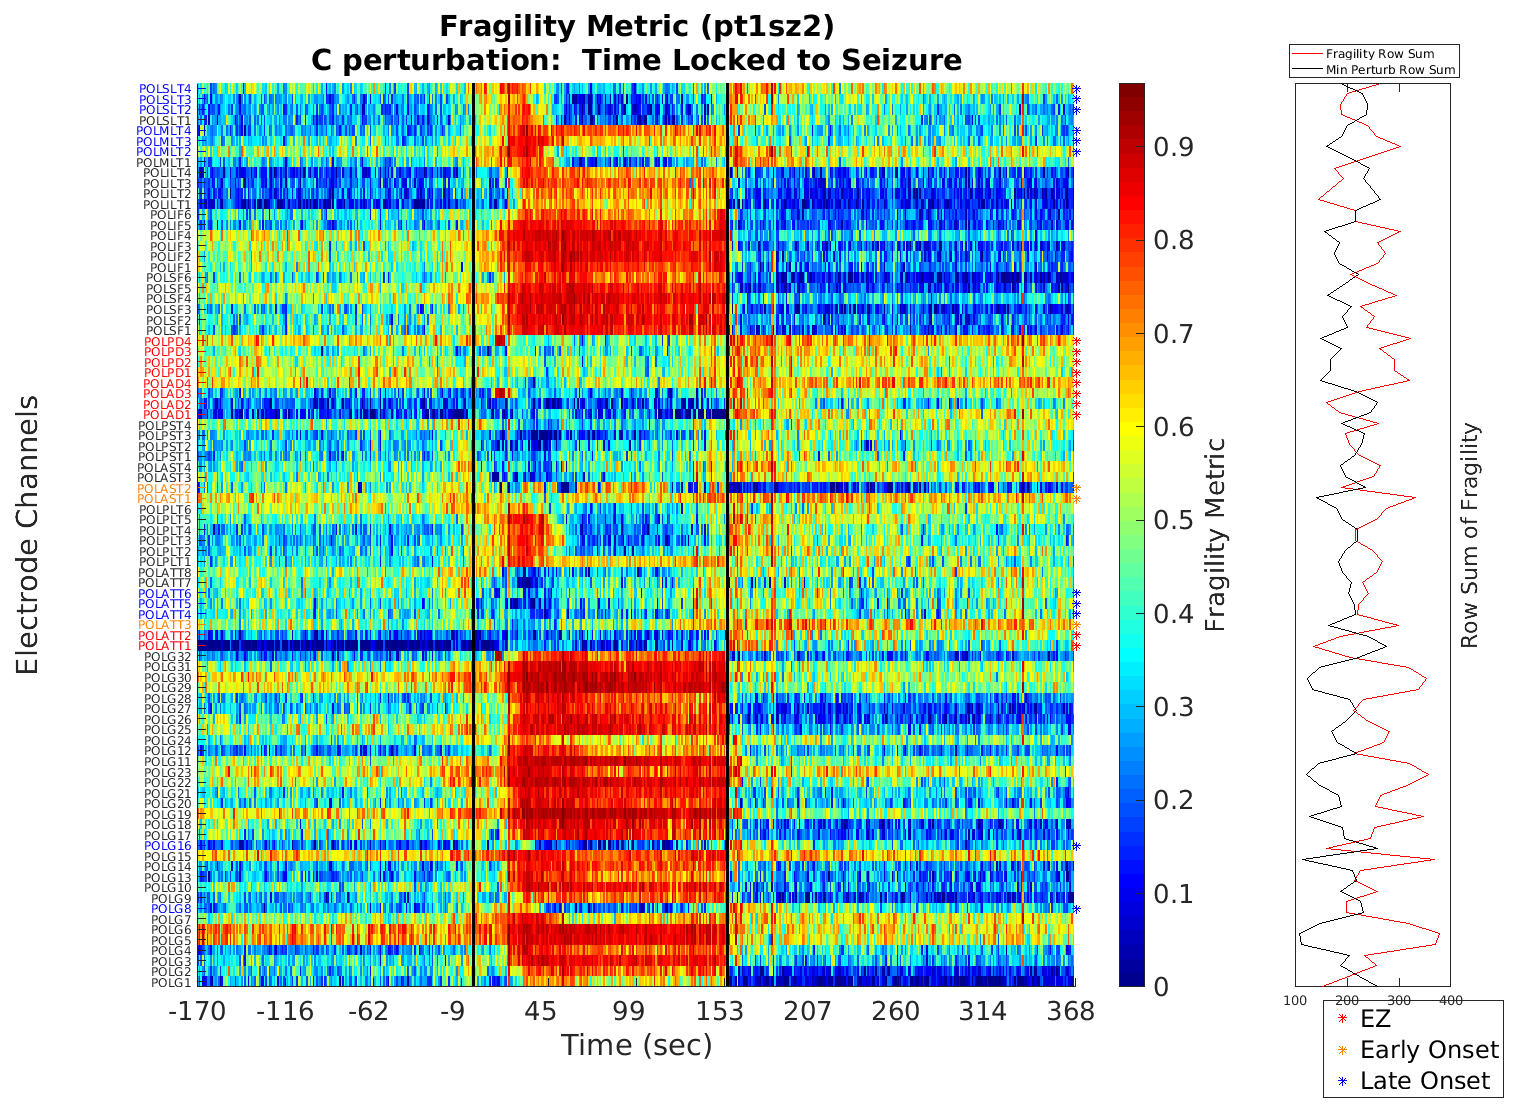 Fragility Metric (pt1sz2)
C perturbation: Time Locked to Seizure
Electrode Channels
POLSLT4
POLSLT3
POLSLT2
POLSLT1
POLMLT4
POLMLT3
POLMLT2
POLMLT1
POLILT4
POLILT3
POLILT2
POLILT1
POLIF6
POLIF5
POLIF4
POLIF3
POLIF2
POLIF1
POLSF6
POLSF5
POLSF4
POLSF3
POLSF2
POLSF1
POLPD4
POLPD3
POLPD2
POLPD1
POLAD4
POLAD3
POLAD2
POLAD1
POLPST4
POLPST3
POLPST2
POLPST1
POLAST4
POLAST3
POLAST2
POLAST1
POLPLT6
POLPLT5
POLPLT4
POLPLT3
POLPLT2
POLPLT1
POLATT8
POLATT7
POLATT6
POLATT5
POLATT4
POLATT3
POLATT2
POLATT1
POLG32
POLG31
POLG30
POLG29
POLG28
POLG27
POLG26
POLG25
POLG24
POLG12
POLG11
POLG23
POLG22
POLG21
POLG20
POLG19
POLG18
POLG17
POLG16
POLG15
POLG14
POLG13
POLG10
POLG9
POLG8
POLG7
POLG6
POLG5
POLG4
POLG3
POLG2
POLG1
-170 -116 -62 -9 45 99 153 207 260 314 368
Time (sec)
0.9
0.8
0.7
0.6
0.5
0.4
0.3
0.2
0.1
0
Fragility Metric
Fragility Row Sum
Min Perturb Row Sum
100 200 300 400
Row Sum of Fragility
EZ
Early Onset
Late Onset